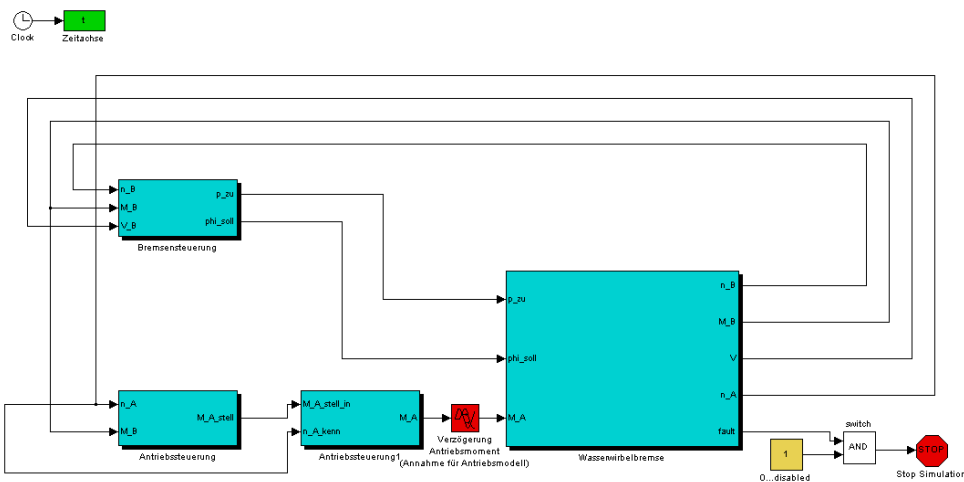 t
Clock
Zeitachse
n_B
M_B
V_B
p_zu
phi_soll
Bremsensteuerung
p_zu
phi_soll
M_A
n_B
M_B
V
n_A
fault
Wasserwirbelbremse
n_A
M_B
M_A_stell
Antriebssteuerung
M_A_stell_in
n_A_kenn
M_A
Antriebssteuerung1
Verzögerung
Antriebsmoment
(Annahme für Antriebsmodell)
1
0...disabled
switch
AND
STOP
Stop Simulation